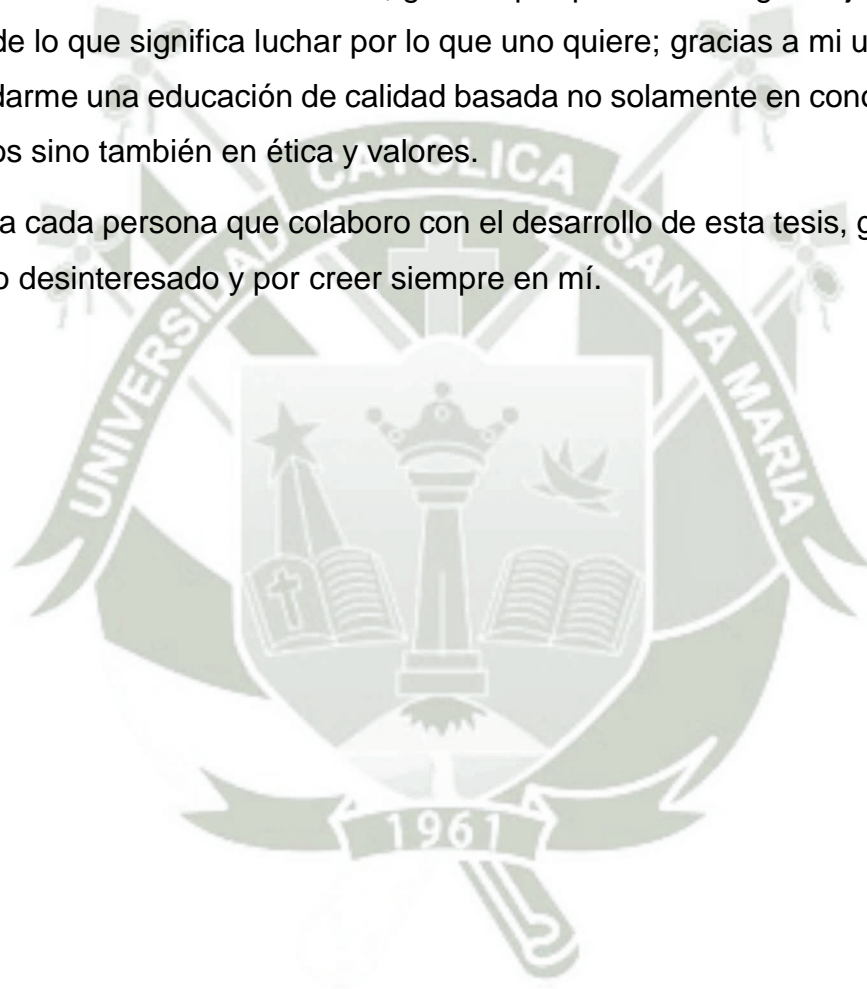 de lo que significa luchar por lo que uno quiere; gracias a mi u
darme una educación de calidad basada no solamente en cono
os sino también en ética y valores.
a cada persona que colaboro con el desarrollo de esta tesis, g
o desinteresado y por creer siempre en mí.
UNIVERSIDAD CATOLICA SANTA MARIA
1961